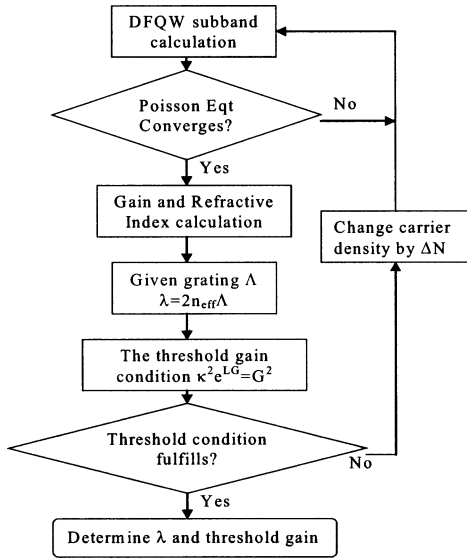 DFQW subband
calculation
Poisson Eqt
Converges?
No
Yes
Gain and Refractive
Index calculation
Change carrier
density by ΔN
Given grating Λ
λ=2n_effΛ
The threshold gain
condition κ²e^LG=G²
Threshold condition
fulfills?
No
Yes
Determine λ and threshold gain